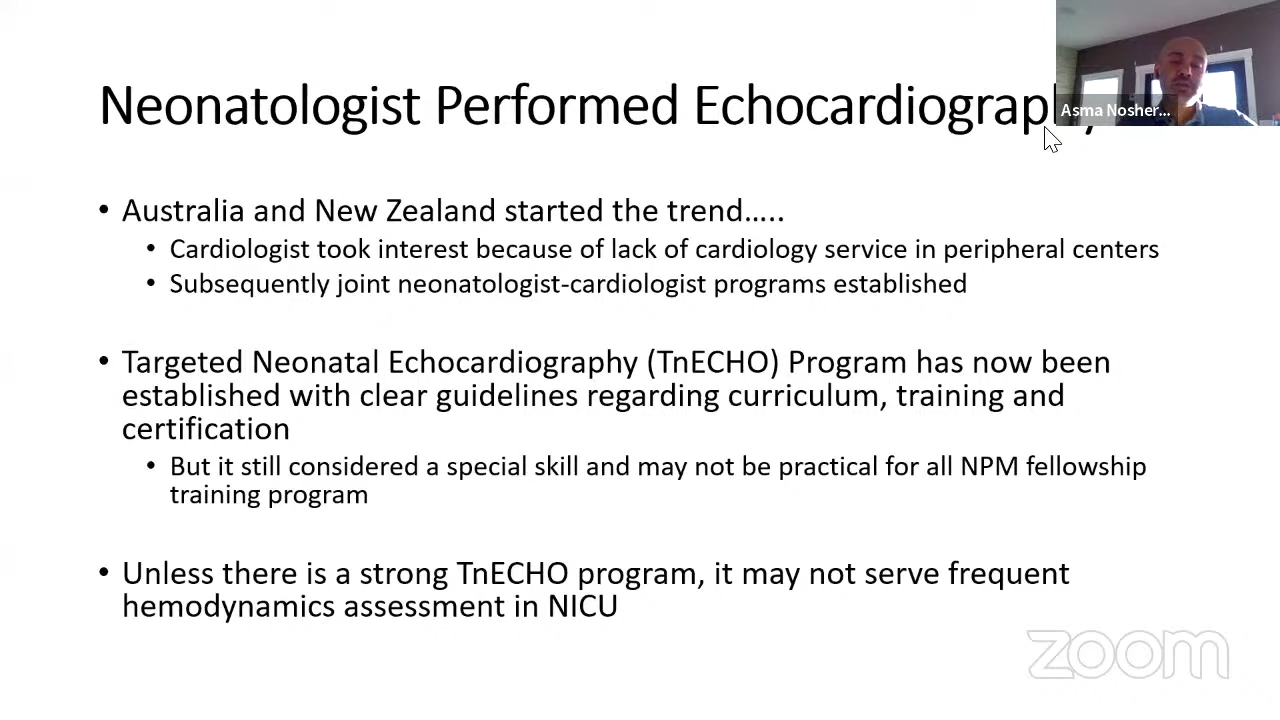 Neonatologist Performed Echocardiography
Asma Nosher...
• Australia and New Zealand started the trend.....
• Cardiologist took interest because of lack of cardiology service in peripheral centers
• Subsequently joint neonatologist-cardiologist programs established
• Targeted Neonatal Echocardiography (TnECHO) Program has now been
established with clear guidelines regarding curriculum, training and
certification
• But it still considered a special skill and may not be practical for all NPM fellowship
training program
• Unless there is a strong TnECHO program, it may not serve frequent
hemodynamics assessment in NICU
zoom